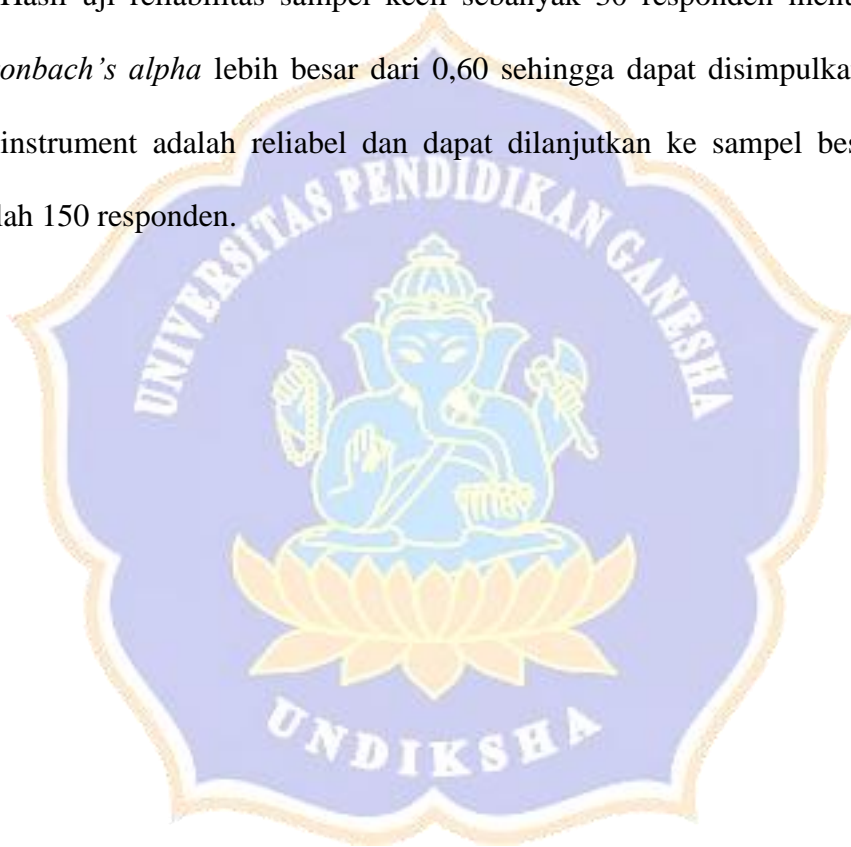 Hasil uji reliabilitas sampel kecil sebanyak 30 responden
onbach's alpha lebih besar dari 0,60 sehingga dapat disimpulka
instrument adalah reliabel dan dapat dilanjutkan ke sampel bes
lah 150 responden.
UNIVERSITAS PENDIDIKAN GANESHA
UNDIKSHA